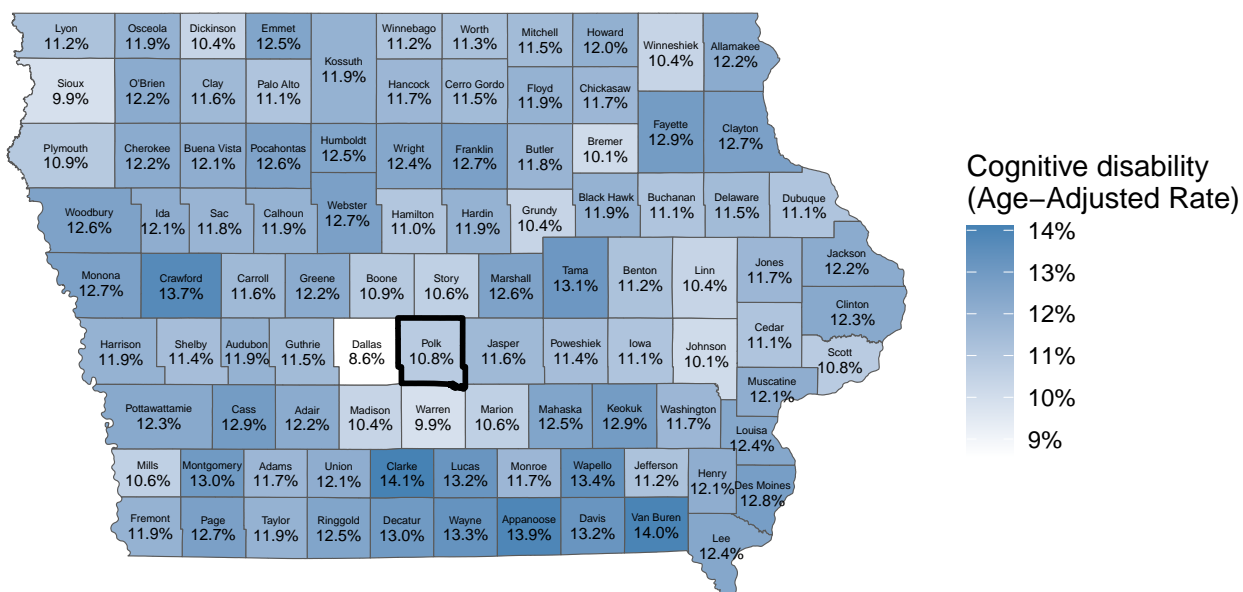 Lyon
11.2%
Osceola
11.9%
Dickinson
10.4%
Emmet
12.5%
Kossuth
11.9%
Winnebago
11.2%
Worth
11.3%
Mitchell
11.5%
Howard
12.0%
Winneshiek
10.4%
Allamakee
12.2%
Sioux
9.9%
O'Brien
12.2%
Clay
11.6%
Palo Alto
11.1%
Hancock
11.7%
Cerro Gordo
11.5%
Floyd
11.9%
Chickasaw
11.7%
Plymouth
10.9%
Cherokee
12.2%
Buena Vista
12.1%
Pocahontas
12.6%
Humboldt
12.5%
Wright
12.4%
Franklin
12.7%
Butler
11.8%
Bremer
10.1%
Fayette
12.9%
Clayton
12.7%
Woodbury
12.6%
Ida
12.1%
Sac
11.8%
Calhoun
11.9%
Webster
12.7%
Hamilton
11.0%
Hardin
11.9%
Grundy
10.4%
Black Hawk
11.9%
Buchanan
11.1%
Delaware
11.5%
Dubuque
11.1%
Monona
12.7%
Crawford
13.7%
Carroll
11.6%
Greene
12.2%
Boone
10.9%
Story
10.6%
Marshall
12.6%
Tama
13.1%
Benton
11.2%
Linn
10.4%
Jones
11.7%
Jackson
12.2%
Clinton
12.3%
Harrison
11.9%
Shelby
11.4%
Audubon
11.9%
Guthrie
11.5%
Dallas
8.6%
Polk
10.8%
Jasper
11.6%
Poweshiek
11.4%
Iowa
11.1%
Johnson
10.1%
Cedar
11.1%
Scott
10.8%
Muscatine
12.1%
Pottawattamie
12.3%
Cass
12.9%
Adair
12.2%
Madison
10.4%
Warren
9.9%
Marion
10.6%
Mahaska
12.5%
Keokuk
12.9%
Washington
11.7%
Louisa
12.4%
Mills
10.6%
Montgomery
13.0%
Adams
11.7%
Union
12.1%
Clarke
14.1%
Lucas
13.2%
Monroe
11.7%
Wapello
13.4%
Jefferson
11.2%
Henry
12.1%
Des Moines
12.8%
Fremont
11.9%
Page
12.7%
Taylor
11.9%
Ringgold
12.5%
Decatur
13.0%
Wayne
13.3%
Appanoose
13.9%
Davis
13.2%
Van Buren
14.0%
Lee
12.4%
Cognitive disability
(Age−Adjusted Rate)
14%
13%
12%
11%
10%
9%